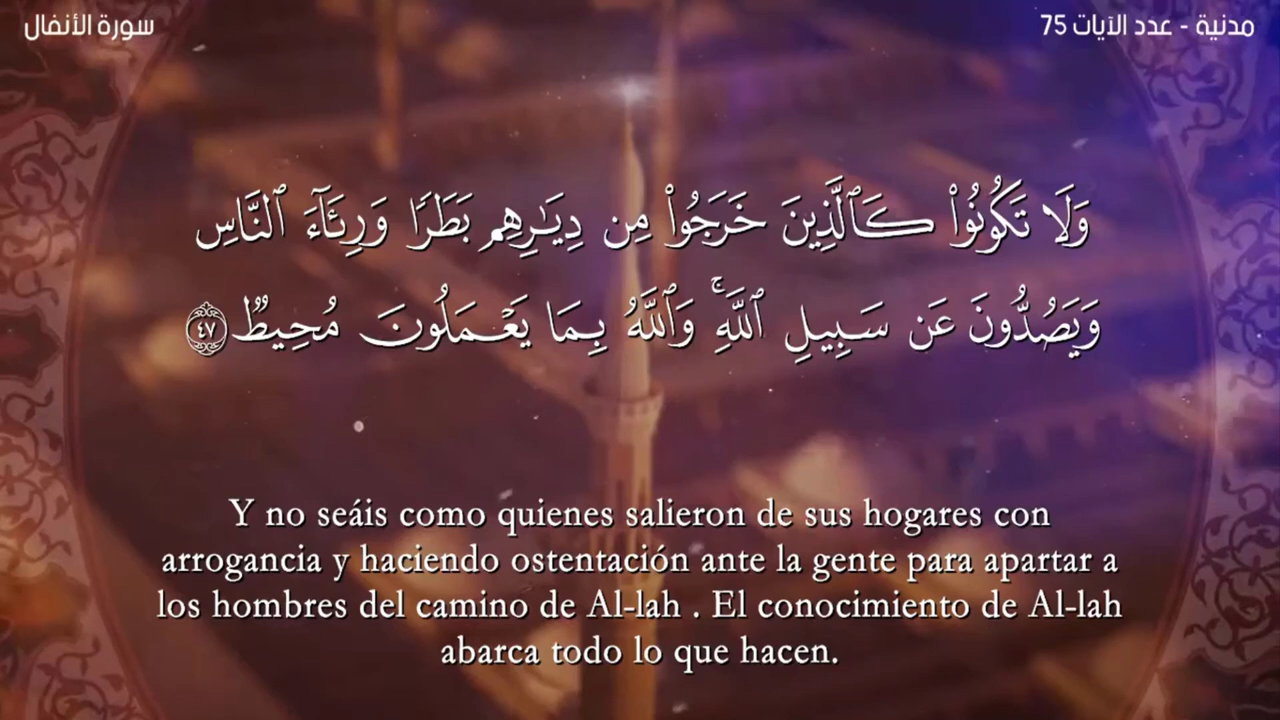 سورة الأنفال
مدنية - عدد الآيات 75
وَلَا تَكُونُوا۟ كَٱلَّذِينَ خَرَجُوا۟ مِن دِيَـٰرِهِم بَطَرًا وَرِئَآءَ ٱلنَّاسِ
وَيَصُدُّونَ عَن سَبِيلِ ٱللَّهِ ۚ وَٱللَّهُ بِمَا يَعْمَلُونَ مُحِيطٌ ٤٧
Y no seáis como quienes salieron de sus hogares con
arrogancia y haciendo ostentación ante la gente para apartar a
los hombres del camino de Al-lah . El conocimiento de Al-lah
abarca todo lo que hacen.